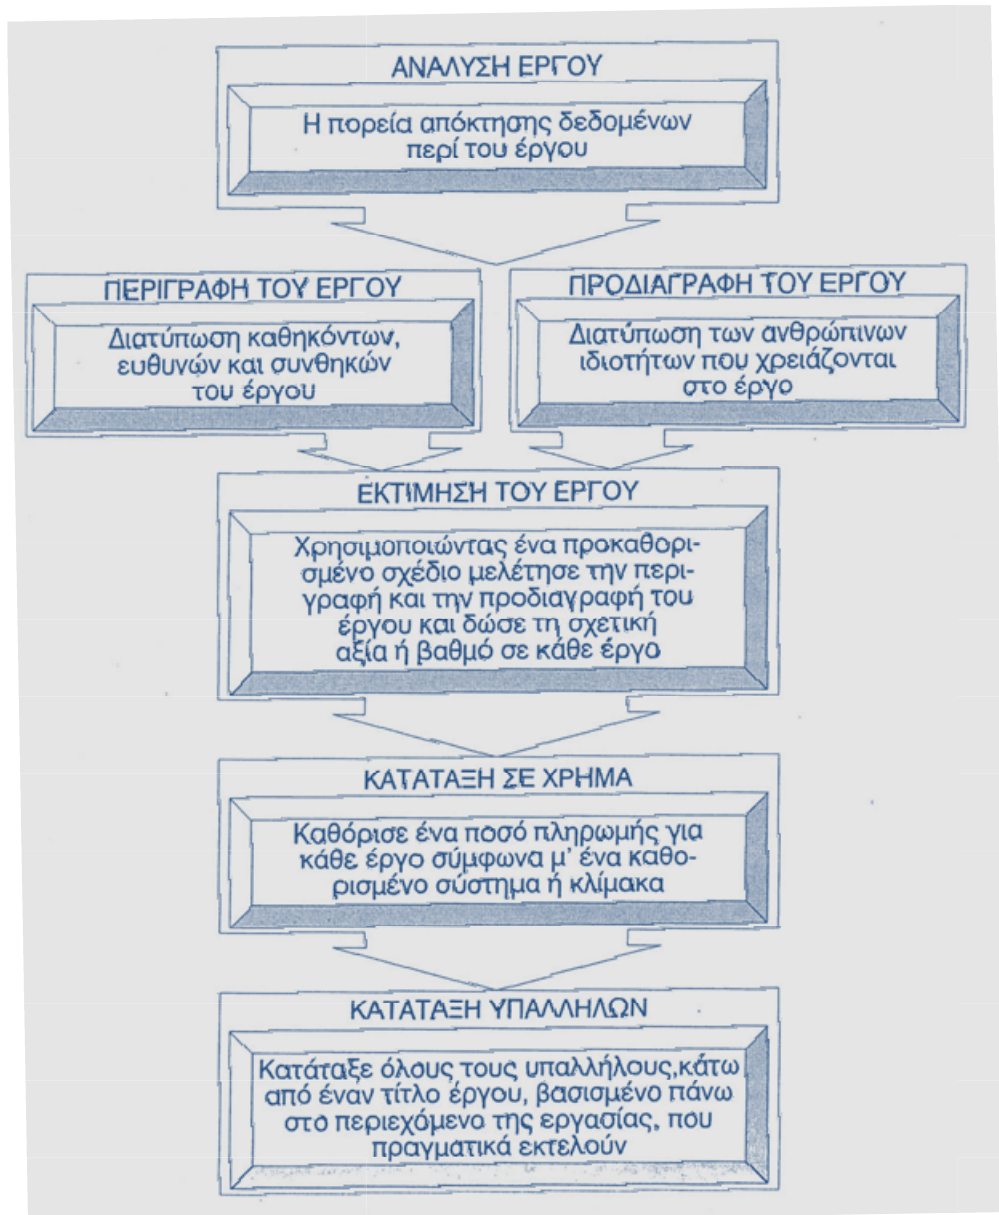 ΑΝΑΛΥΣΗ ΕΡΓΟΥ
Η πορεία απόκτησης δεδομένων
περί του έργου
ΠΕΡΙΓΡΑΦΗ ΤΟΥ ΕΡΓΟΥ
Διατύπωση καθηκόντων,
ευθυνών και συνθηκών
του έργου
ΠΡΟΔΙΑΓΡΑΦΗ ΤΟΥ ΕΡΓΟΥ
Διατύπωση των ανθρώπινων
ιδιοτήτων που χρειάζονται
στο έργο
ΕΚΤΙΜΗΣΗ ΤΟΥ ΕΡΓΟΥ
Χρησιμοποιώντας ένα προκαθορι-
σμένο σχέδιο μελέτησε την περι-
γραφή και την προδιαγραφή του
έργου και δώσε τη σχετική
αξία ή βαθμό σε κάθε έργο
ΚΑΤΑΤΑΞΗ ΣΕ ΧΡΗΜΑ
Καθόρισε ένα ποσό πληρωμής για
κάθε έργο σύμφωνα μ' ένα καθο-
ρισμένο σύστημα ή κλίμακα
ΚΑΤΑΤΑΞΗ ΥΠΑΛΛΗΛΩΝ
Κατάταξε όλους τους υπαλλήλους,κάτω
από έναν τίτλο έργου, βασισμένο πάνω
στο περιεχόμενο της εργασίας, που
πραγματικά εκτελούν